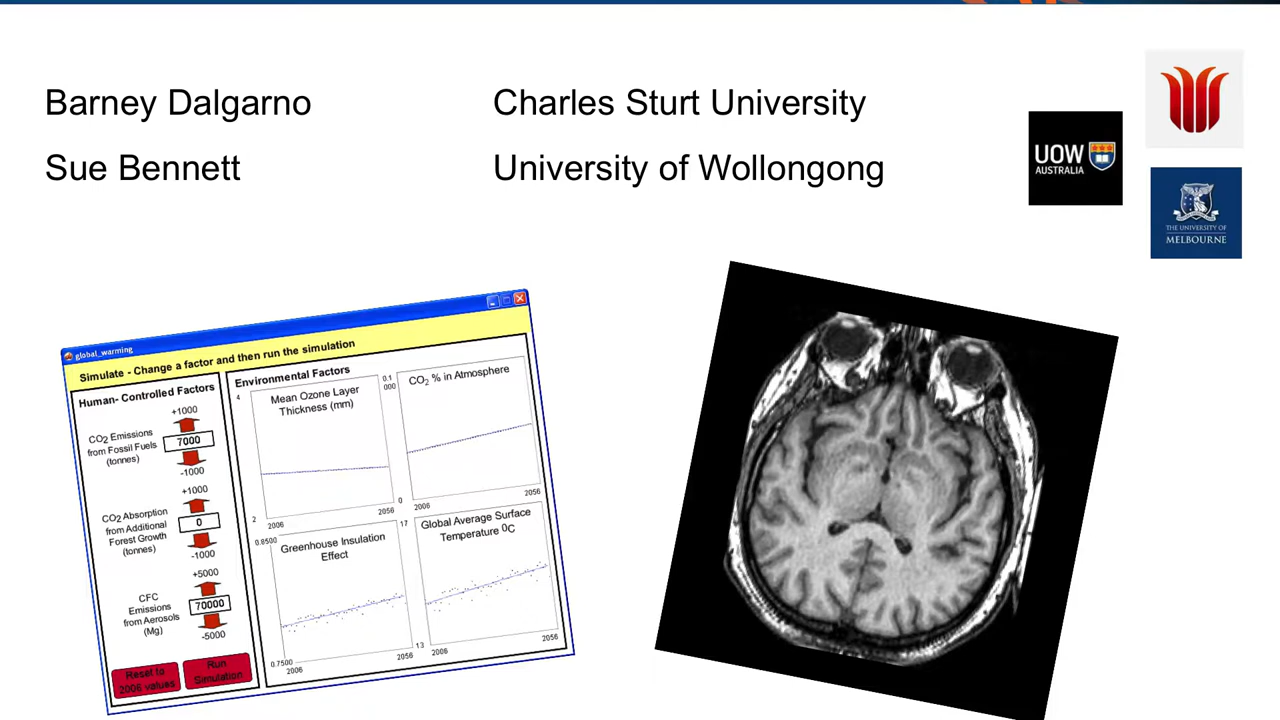 Barney Dalgarno
Charles Sturt University
Sue Bennett
University of Wollongong
UOW
AUSTRALIA
THE UNIVERSITY OF
MELBOURNE
global_warming
Simulate - Change a factor and then run the simulation
Human- Controlled Factors
+1000
CO2 Emissions
from Fossil Fuels
(tonnes)
7000
-1000
+1000
CO2 Absorption
from Additional
Forest Growth
(tonnes)
0
-1000
+5000
CFC
Emissions
from Aerosols
(Mg)
70000
-5000
Reset to
2006 values
Run
Simulation
Environmental Factors
4
Mean Ozone Layer
Thickness (mm)
2
2006
2056
0.1
000
CO2 % in Atmosphere
0
2006
2056
0.8500
Greenhouse Insulation
Effect
0.7500
2006
2056
17
Global Average Surface
Temperature 0C
13
2006
2056